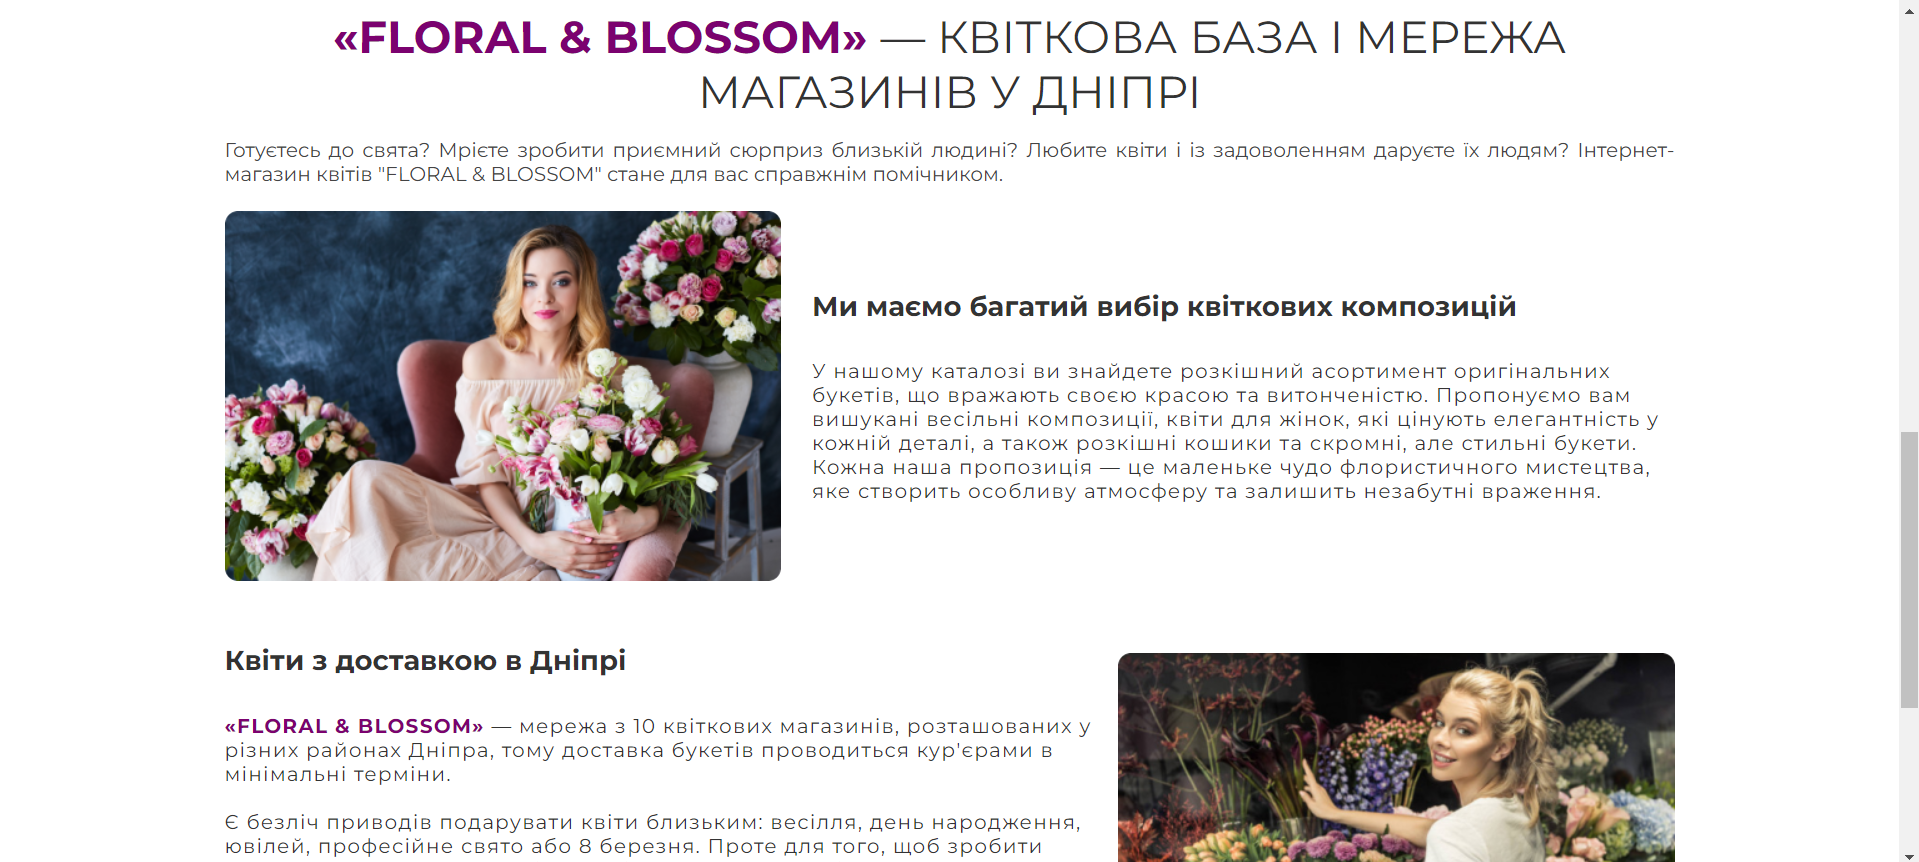 «FLORAL & BLOSSOM» — КВІТКОВА БАЗА І МЕРЕЖА
МАГАЗИНІВ У ДНІПРІ
Готуєтесь до свята? Мрієте зробити приємний сюрприз близькій людині? Любите квіти і із задоволенням даруєте їх людям? Інтернет-
магазин квітів "FLORAL & BLOSSOM" стане для вас справжнім помічником.
Ми маємо багатий вибір квіткових композицій
У нашому каталозі ви знайдете розкішний асортимент оригінальних
букетів, що вражають своєю красою та витонченістю. Пропонуємо вам
вишукані весільні композиції, квіти для жінок, які цінують елегантність у
кожній деталі, а також розкішні кошики та скромні, але стильні букети.
Кожна наша пропозиція — це маленьке чудо флористичного мистецтва,
яке створить особливу атмосферу та залишить незабутні враження.
Квіти з доставкою в Дніпрі
«FLORAL & BLOSSOM» — мережа з 10 квіткових магазинів, розташованих у
різних районах Дніпра, тому доставка букетів проводиться кур'єрами в
мінімальні терміни.
Є безліч приводів подарувати квіти близьким: весілля, день народження,
ювілей, професійне свято або 8 березня. Проте для того, щоб зробити